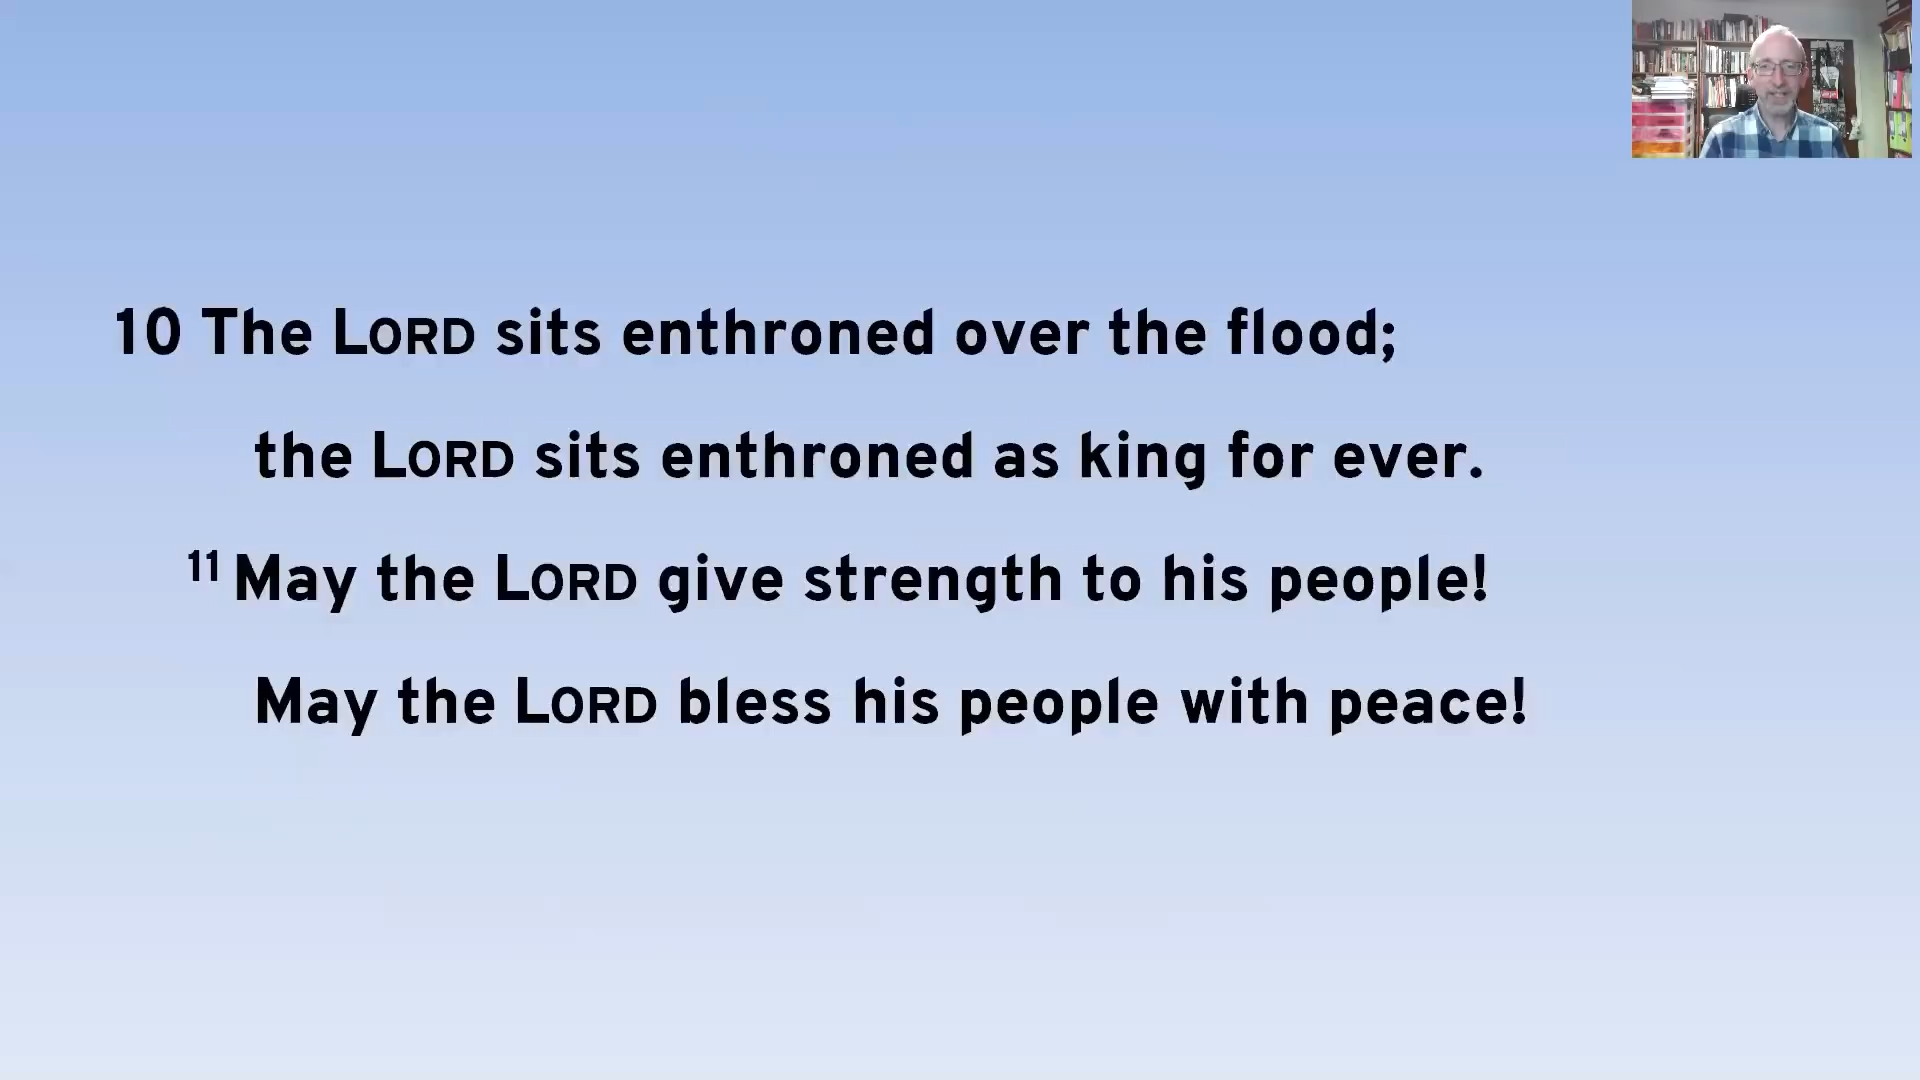 10 The LORD sits enthroned over the flood;
the LORD sits enthroned as king for ever.
11 May the LORD give strength to his people!
May the LORD bless his people with peace!